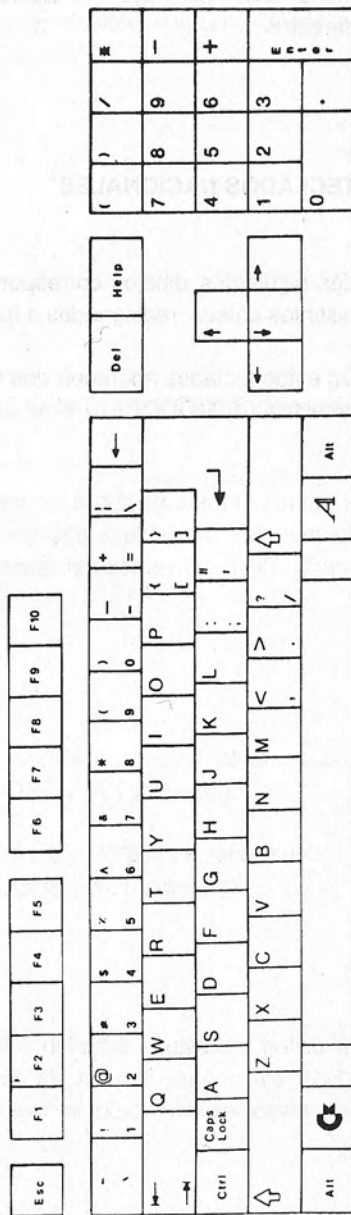 Esc F1 F2 F3 F4 F5 F6 F7 F8 F9 F10
~ ` ! 1 @ 2 # 3 $ 4 % 5 ^ 6 & 7 * 8 ( 9 ) 0 — - + = | \ ←
Q W E R T Y U I O P { [ } ]
Ctrl Caps Lock A S D F G H J K L : ; " '
Z X C V B N M < , > . ? /
Alt A Alt
Del Help
↑
← ↓ →
( ) / *
7 8 9 —
4 5 6 +
1 2 3 Enter
0 .
TECLADOS NACIONALES